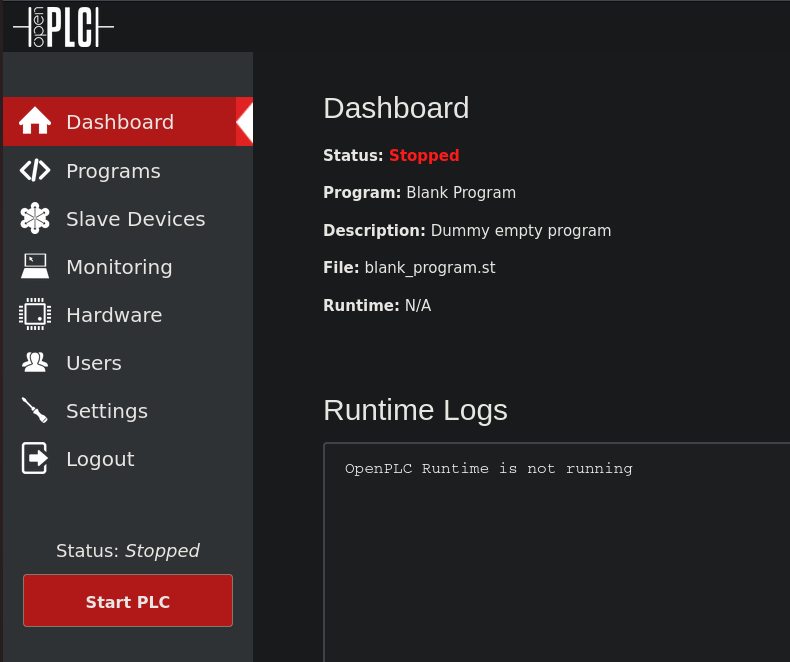 open PLC
Dashboard
Programs
Slave Devices
Monitoring
Hardware
Users
Settings
Logout
Status: Stopped
Start PLC
Dashboard
Status: Stopped
Program: Blank Program
Description: Dummy empty program
File: blank_program.st
Runtime: N/A
Runtime Logs
OpenPLC Runtime is not running